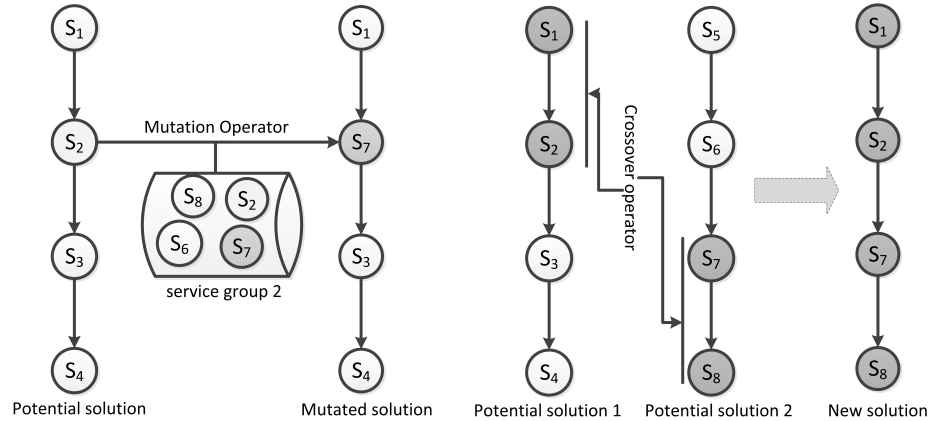 S1
S2
S3
S4
Potential solution
Mutation Operator
S8
S2
S6
S7
service group 2
S1
S7
S3
S4
Mutated solution
S1
S2
S3
S4
Potential solution 1
Crossover operator
S5
S6
S7
S8
Potential solution 2
S1
S2
S7
S8
New solution